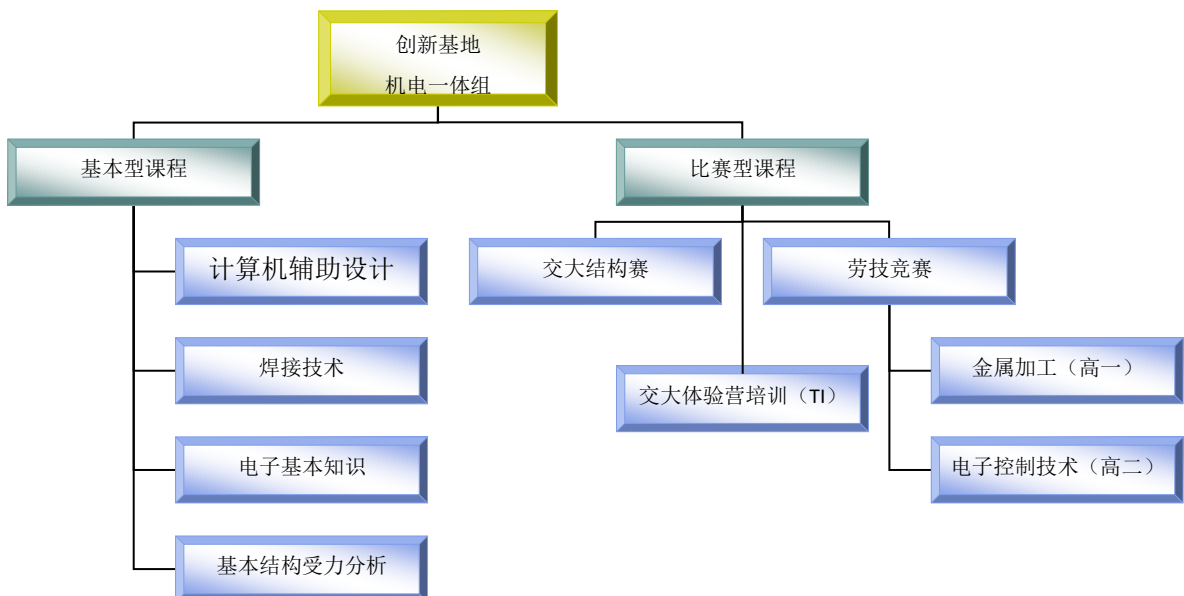 创新基地
机电一体组
基本型课程
比赛型课程
计算机辅助设计
交大结构赛
劳技竞赛
焊接技术
金属加工（高一）
交大体验营培训（TI）
电子基本知识
电子控制技术（高二）
基本结构受力分析